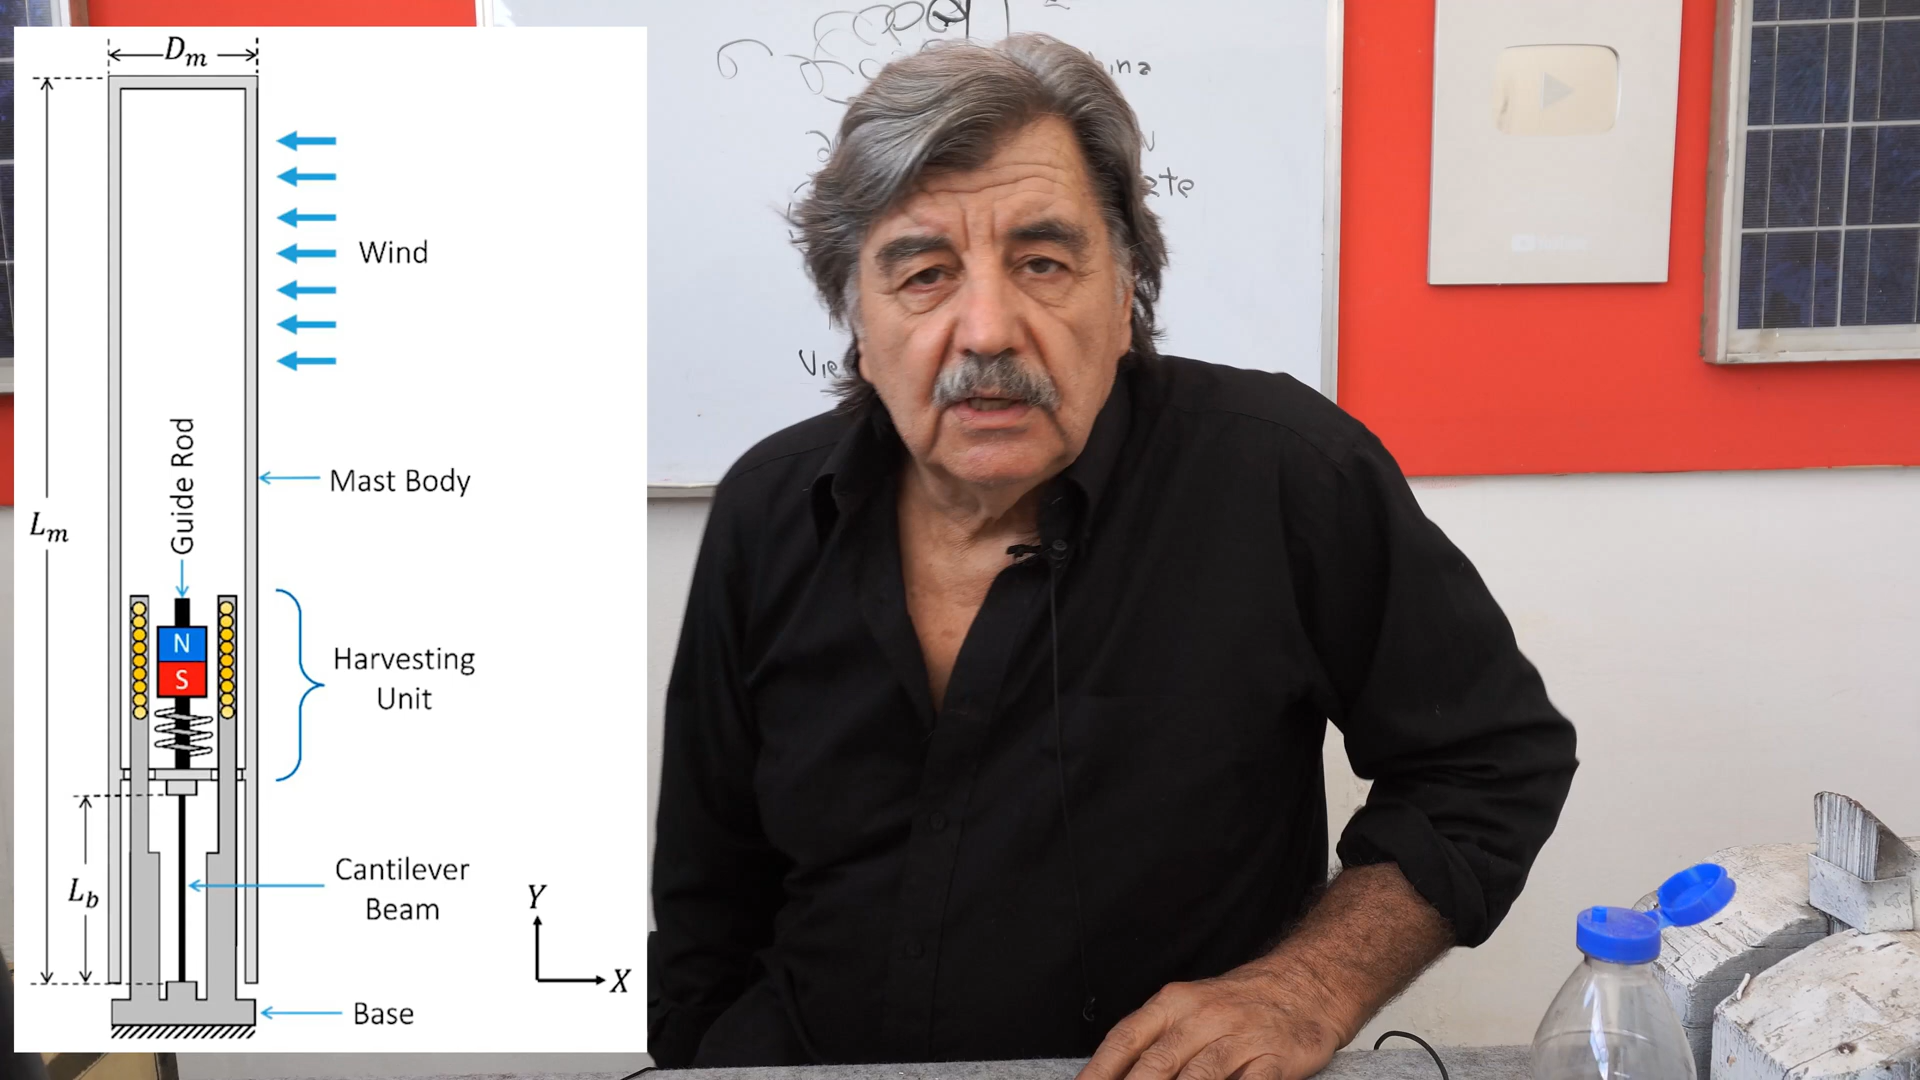 Dm
Wind
Guide Rod
Mast Body
Lm
N
S
Harvesting
Unit
Cantilever
Beam
Lb
Y
X
Base